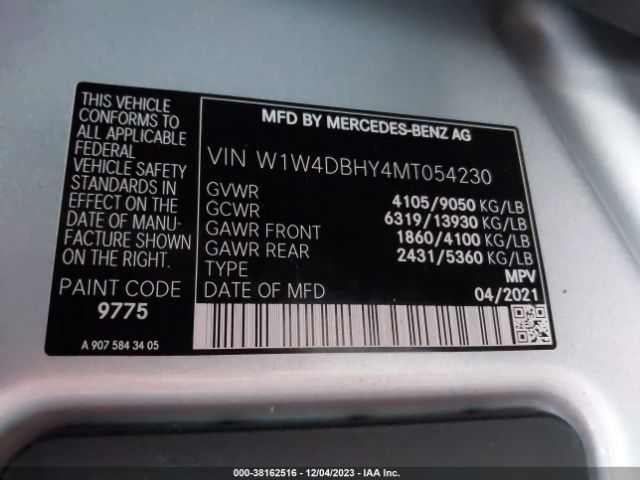 THIS VEHICLE
CONFORMS TO
ALL APPLICABLE
FEDERAL
VEHICLE SAFETY
STANDARDS IN
EFFECT ON THE
DATE OF MANU-
FACTURE SHOWN
ON THE RIGHT.
PAINT CODE
9775
A 907 584 34 05
MFD BY MERCEDES-BENZ AG
VIN W1W4DBHY4MT054230
GVWR 4105/9050 KG/LB
GCWR 6319/13930 KG/LB
GAWR FRONT 1860/4100 KG/LB
GAWR REAR 2431/5360 KG/LB
TYPE MPV
DATE OF MFD 04/2021
000-38162516 - 12/04/2023 - IAA Inc.